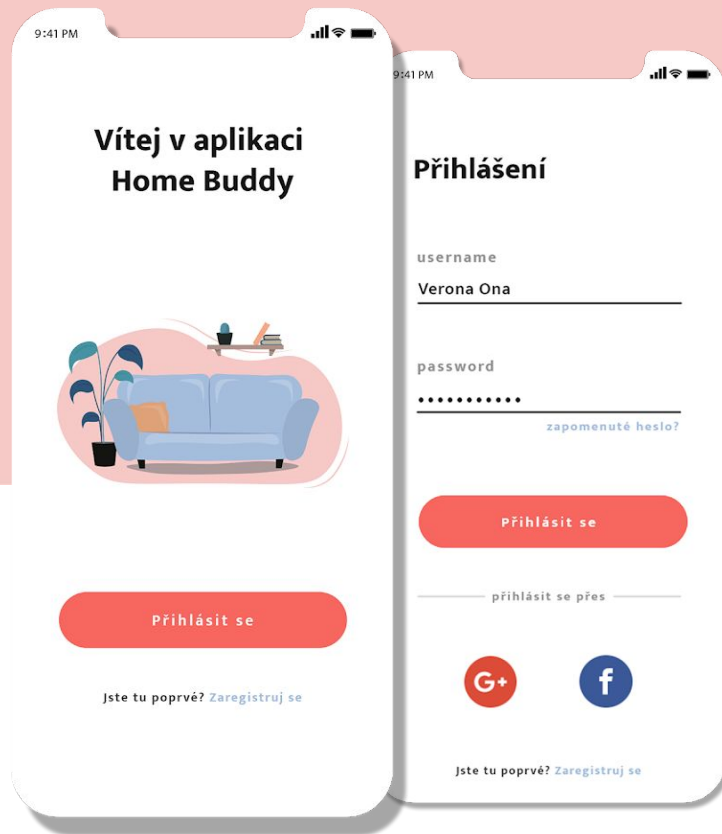 9:41 PM
Vítej v aplikaci
Home Buddy
Přihlásit se
Jste tu poprvé? Zaregistruj se
9:41 PM
Přihlášení
username
Verona Ona
password
•••••••••••
zapomenuté heslo?
Přihlásit se
přihlásit se přes
G+
f
Jste tu poprvé? Zaregistruj se